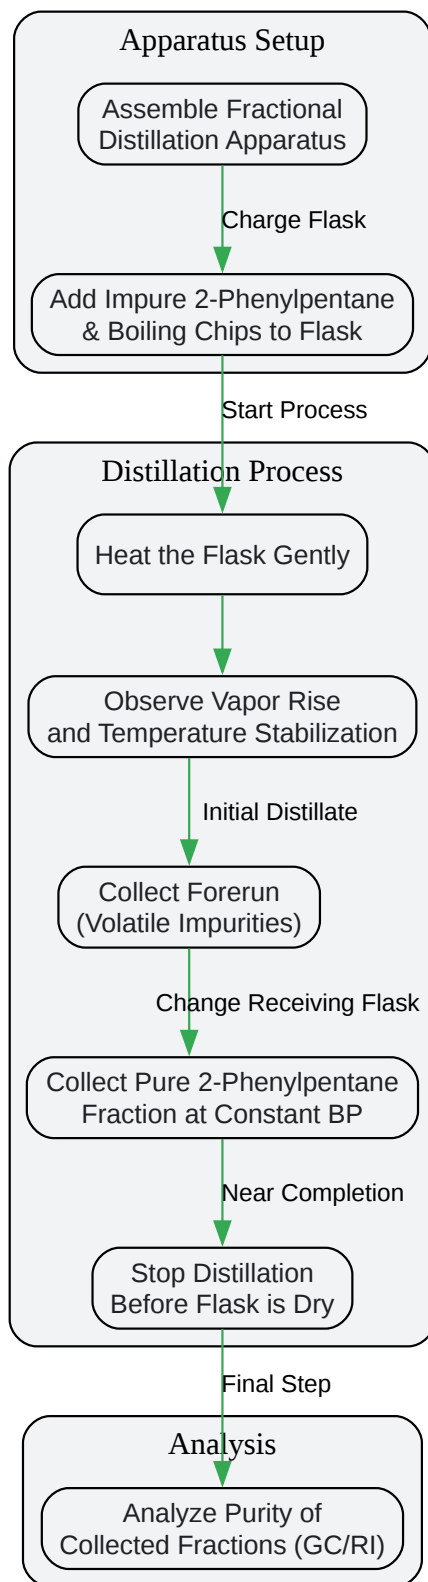 Apparatus Setup
Assemble Fractional
Distillation Apparatus
Charge Flask
Add Impure 2-Phenylpentane
& Boiling Chips to Flask
Start Process
Distillation Process
Heat the Flask Gently
Observe Vapor Rise
and Temperature Stabilization
Initial Distillate
Collect Forerun
(Volatile Impurities)
Change Receiving Flask
Collect Pure 2-Phenylpentane
Fraction at Constant BP
Near Completion
Stop Distillation
Before Flask is Dry
Final Step
Analysis
Analyze Purity of
Collected Fractions (GC/RI)